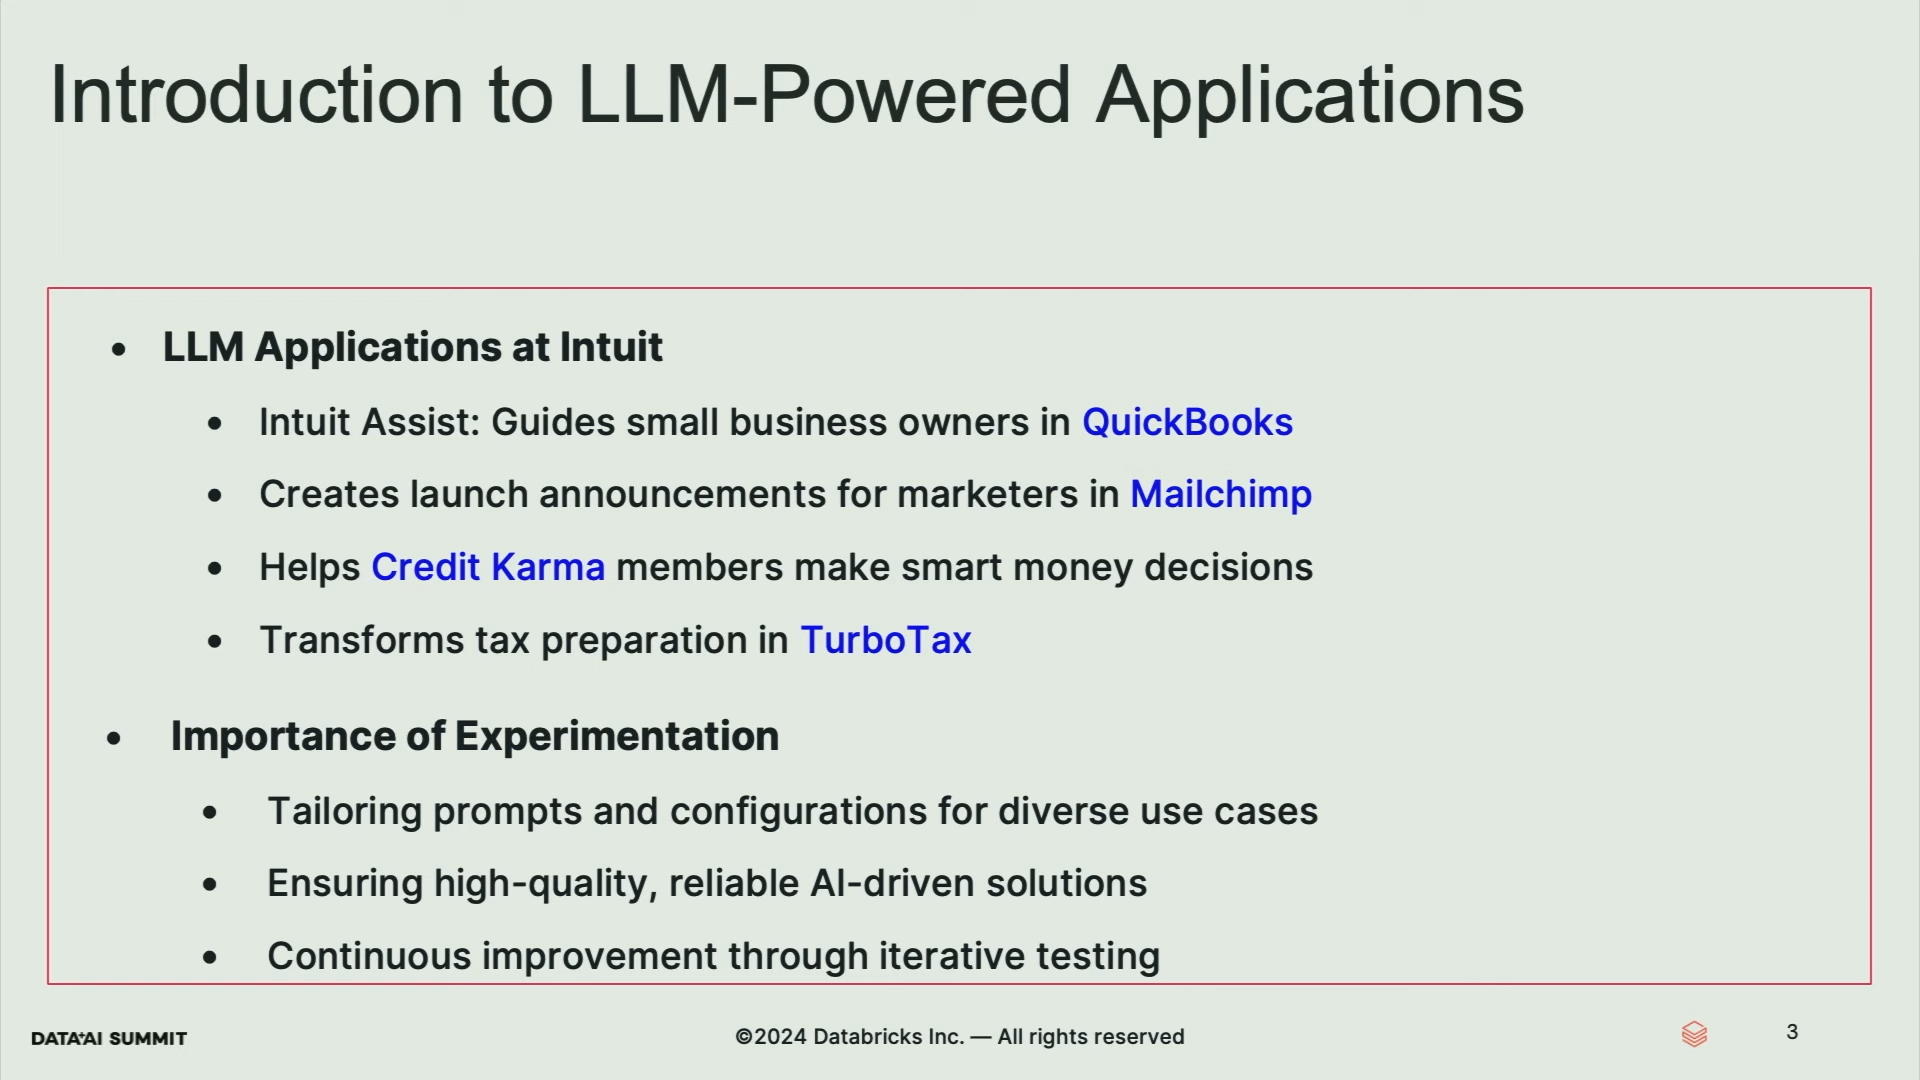 Introduction to LLM-Powered Applications
• LLM Applications at Intuit
• Intuit Assist: Guides small business owners in QuickBooks
• Creates launch announcements for marketers in Mailchimp
• Helps Credit Karma members make smart money decisions
• Transforms tax preparation in TurboTax
• Importance of Experimentation
• Tailoring prompts and configurations for diverse use cases
• Ensuring high-quality, reliable AI-driven solutions
• Continuous improvement through iterative testing
DATA+AI SUMMIT
©2024 Databricks Inc. — All rights reserved
3